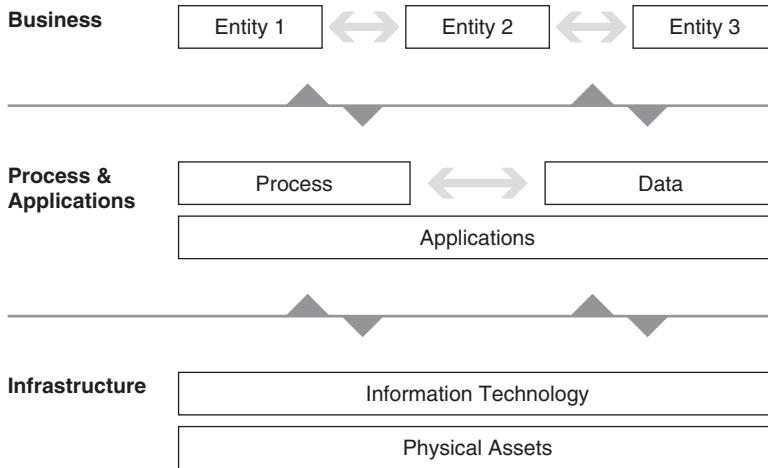 Business
Entity 1
Entity 2
Entity 3
Process &
Applications
Process
Data
Applications
Infrastructure
Information Technology
Physical Assets